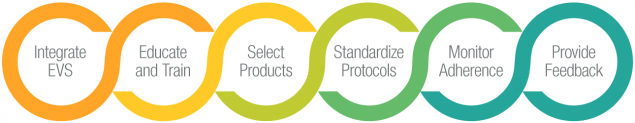 Integrate
EVS
Educate
and Train
Select
Products
Standardize
Protocols
Monitor
Adherence
Provide
Feedback